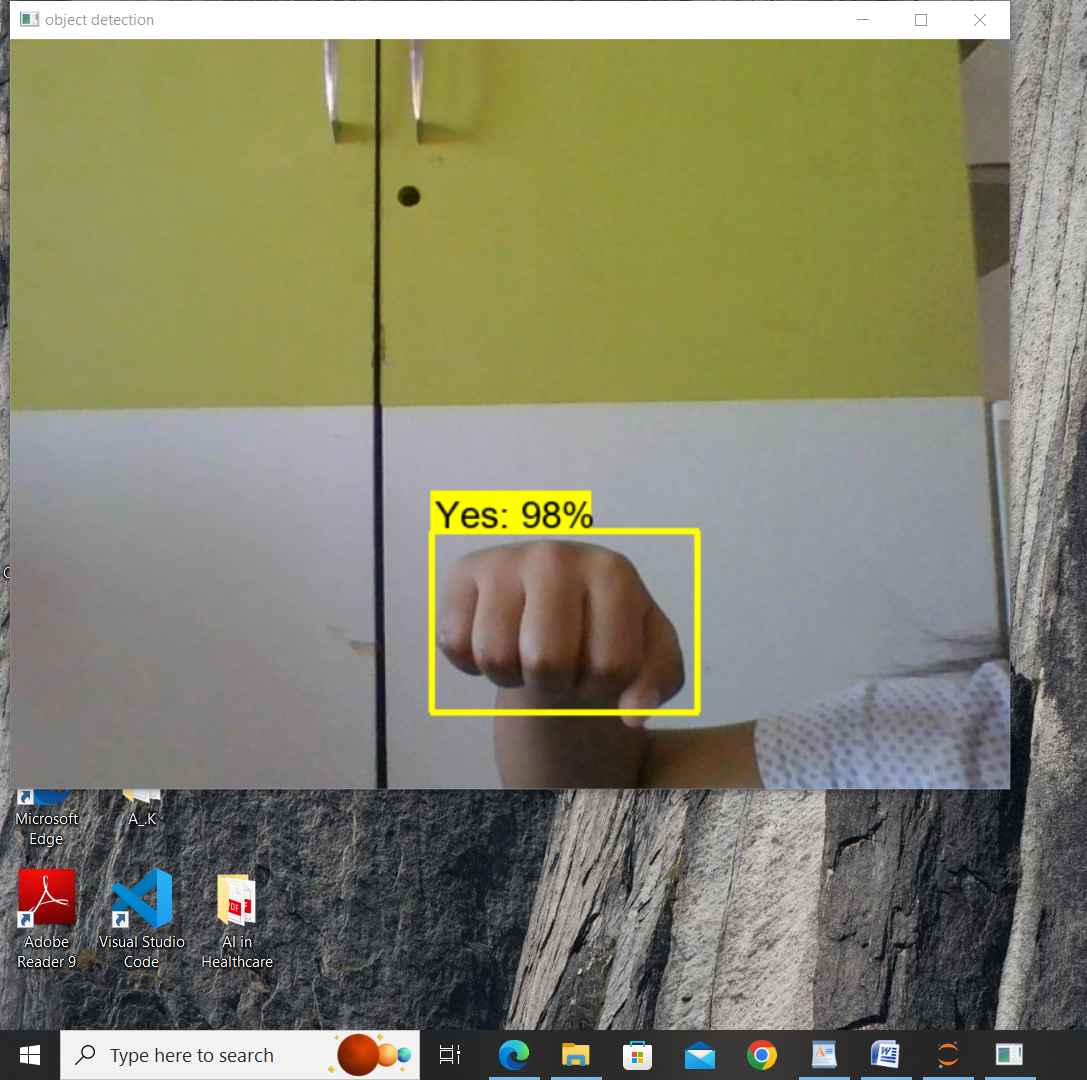 object detection
Yes: 98%
Microsoft
Edge
A_.K
Adobe
Reader 9
Visual Studio
Code
AI in
Healthcare
Type here to search